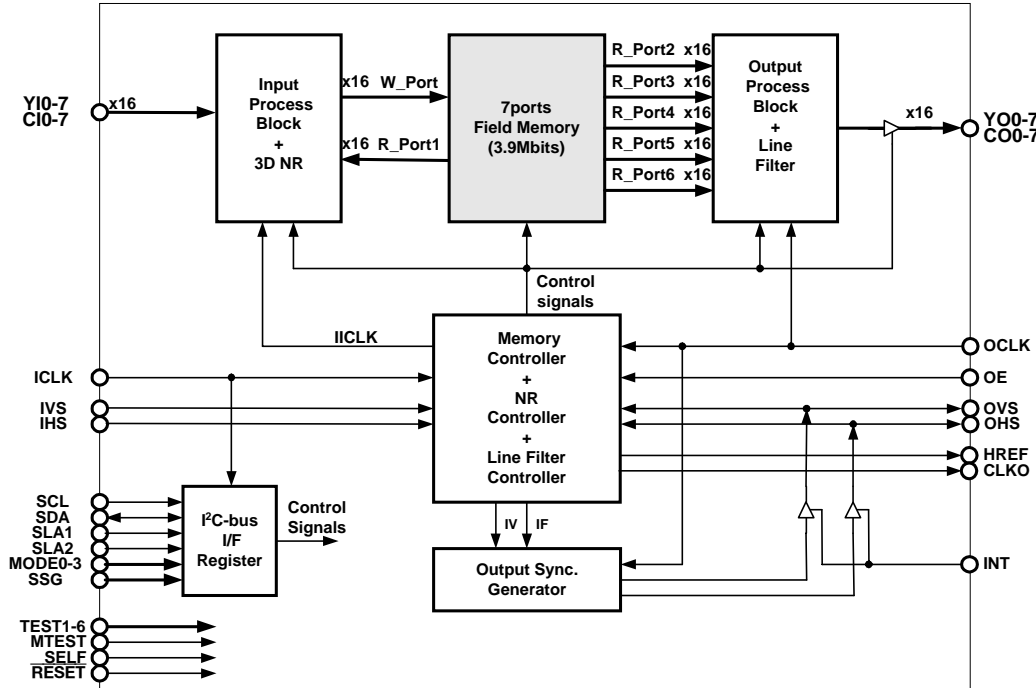 YI0-7
CI0-7
x16
Input
Process
Block
+
3D NR
x16 W_Port
x16 R_Port1
7ports
Field Memory
(3.9Mbits)
R_Port2 x16
R_Port3 x16
R_Port4 x16
R_Port5 x16
R_Port6 x16
Output
Process
Block
+
Line
Filter
x16
YO0-7
CO0-7
Control
signals
IICLK
Memory
Controller
+
NR
Controller
+
Line Filter
Controller
ICLK
IVS
IHS
OCLK
OE
OVS
OHS
HREF
CLKO
SCL
SDA
SLA1
SLA2
MODE0-3
SSG
I²C-bus
I/F
Register
Control
Signals
IV
IF
Output Sync.
Generator
INT
TEST1-6
MTEST
SELF
RESET